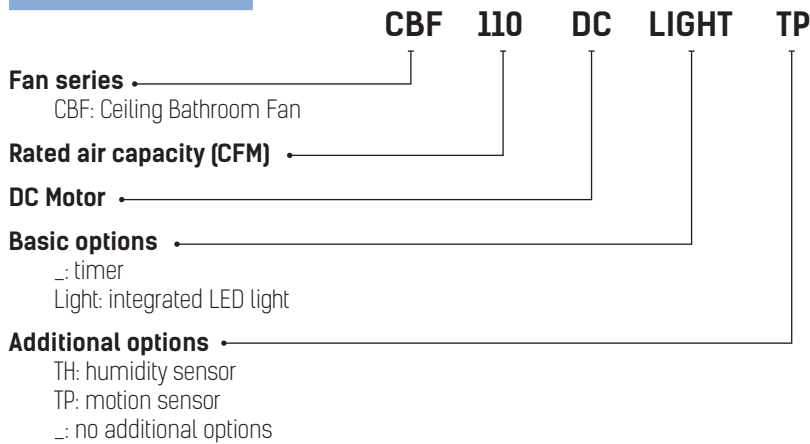 CBF 110 DC LIGHT TP
Fan series
CBF: Ceiling Bathroom Fan
Rated air capacity (CFM)
DC Motor
Basic options
_: timer
Light: integrated LED light
Additional options
TH: humidity sensor
TP: motion sensor
_: no additional options